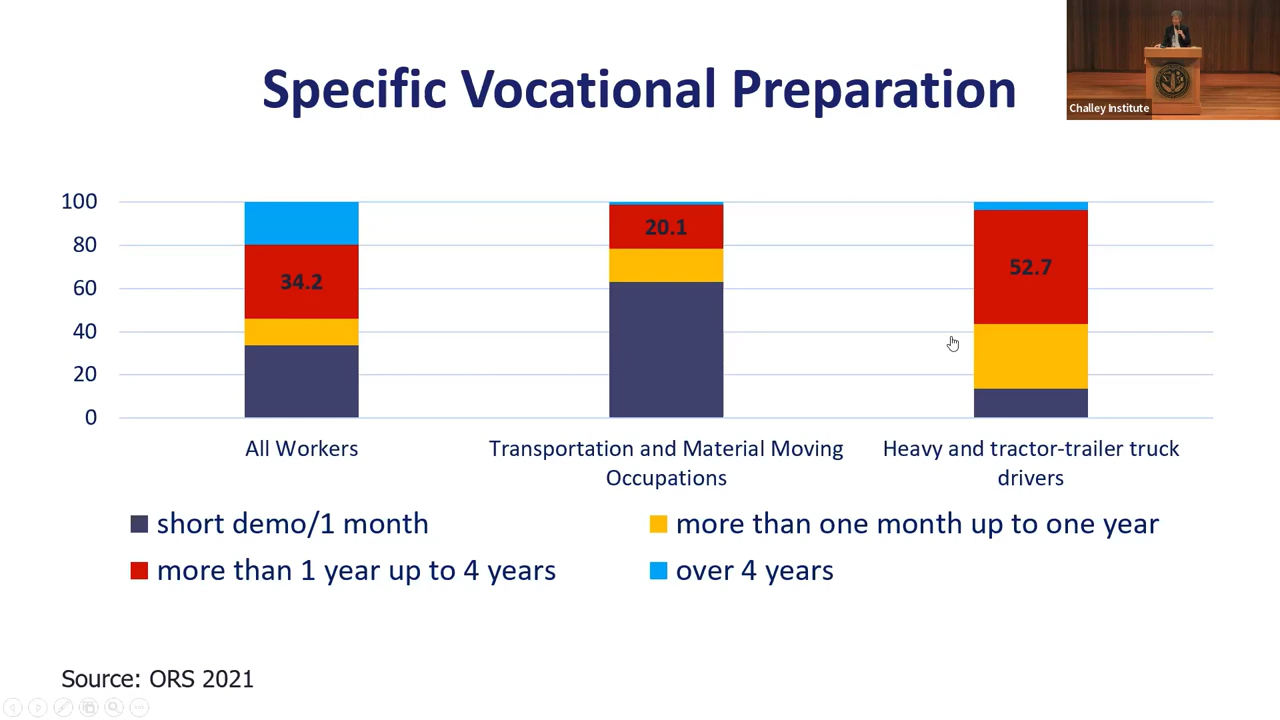 Specific Vocational Preparation
Challey Institute
100
80
60
40
20
0
34.2
20.1
52.7
All Workers
Transportation and Material Moving
Occupations
Heavy and tractor-trailer truck
drivers
short demo/1 month
more than one month up to one year
more than 1 year up to 4 years
over 4 years
Source: ORS 2021